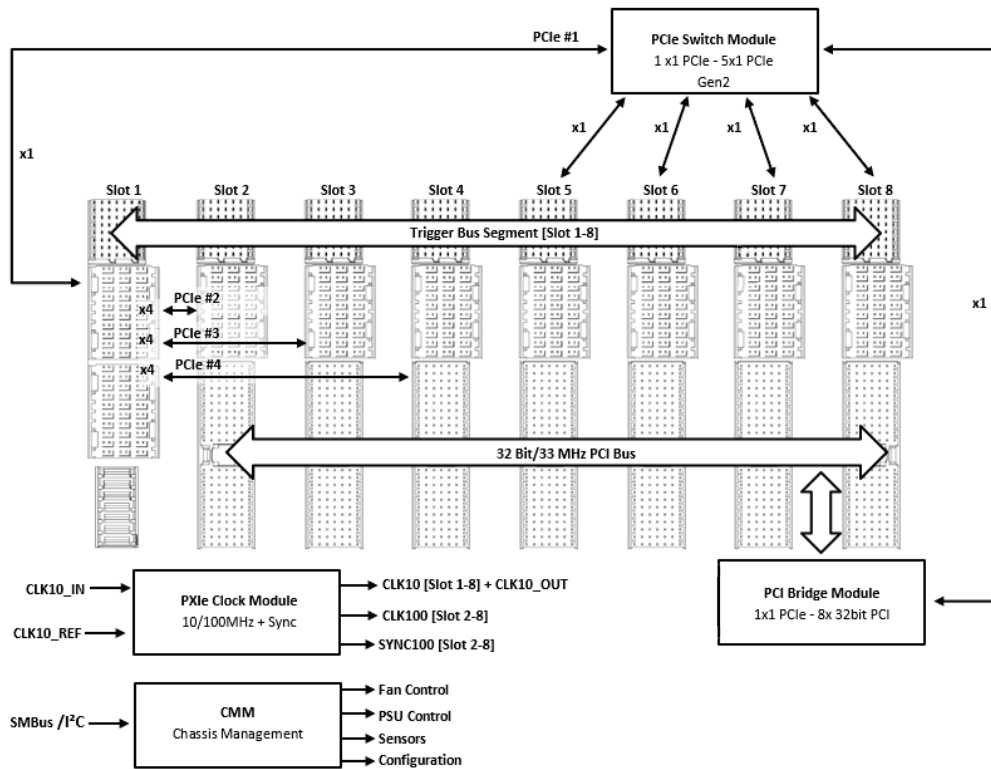 PCIe #1
PCIe Switch Module
1 x1 PCIe - 5x1 PCIe
Gen2
x1
x1
x1
x1
x1
Slot 1
Slot 2
Slot 3
Slot 4
Slot 5
Slot 6
Slot 7
Slot 8
Trigger Bus Segment [Slot 1-8]
x4
PCIe #2
x4
PCIe #3
x4
PCIe #4
x1
32 Bit/33 MHz PCI Bus
CLK10_IN
CLK10_REF
PXIe Clock Module
10/100MHz + Sync
CLK10 [Slot 1-8] + CLK10_OUT
CLK100 [Slot 2-8]
SYNC100 [Slot 2-8]
PCI Bridge Module
1x1 PCIe - 8x 32bit PCI
SMBus /I²C
CMM
Chassis Management
Fan Control
PSU Control
Sensors
Configuration